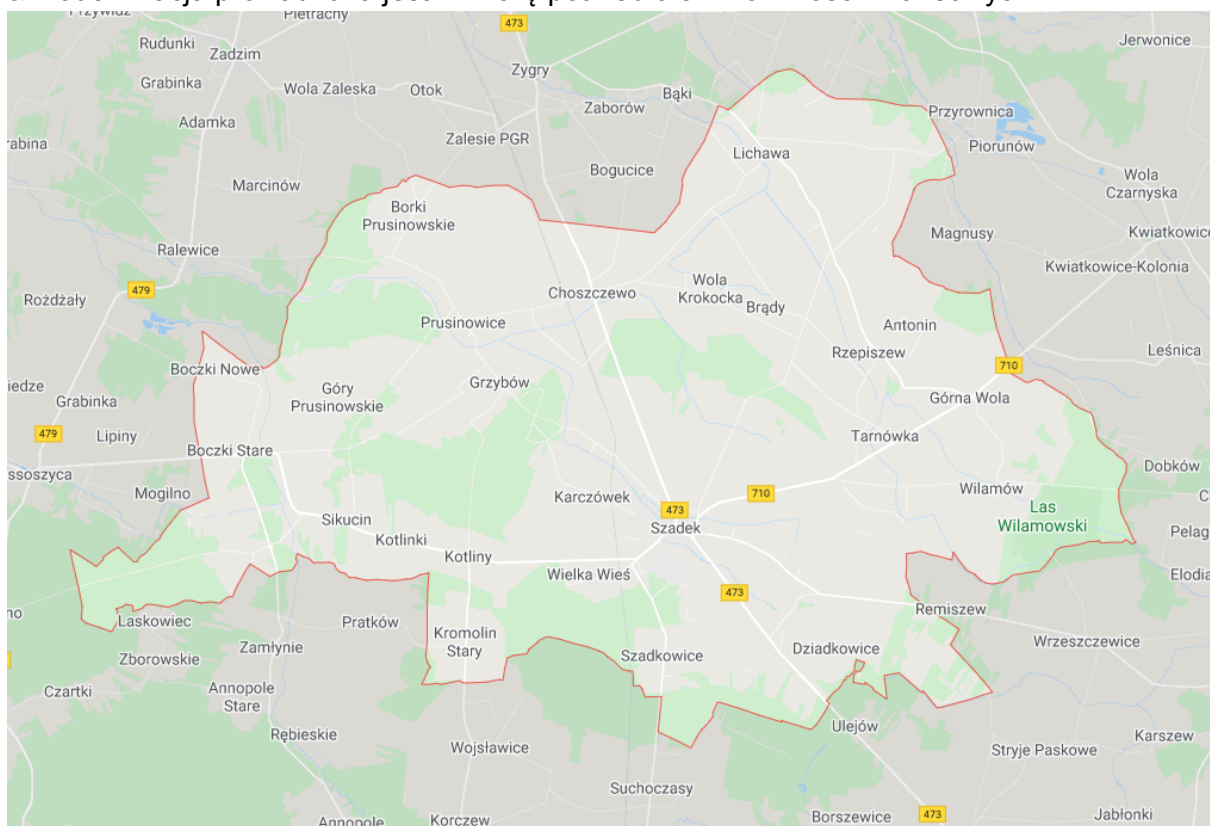 473
Pietrachy
Rudunki
Zadzim
Jerwonice
Zygry
Grabinka
Wola Zaleska
Otok
Bąki
Zaborów
Przyrownica
Adamka
Zalesie PGR
Piorunów
Lichawa
Marcinów
Bogucice
Wola
Czarnyska
Borki
Prusinowskie
Magnusy
Kwiatkowice
Ralewice
Kwiatkowice-Kolonia
Rożdżały
479
Choszczewo
Wola
Krokocka
Brądy
Prusinowice
Antonin
Rzepiszew
Leśnica
710
Boczki Nowe
Góry
Prusinowskie
Grzybów
Grabinka
Górna Wola
479
Lipiny
Tarnówka
Boczki Stare
Dobków
Mogilno
Karczówek
710
Wilamów
473
Las
Wilamowski
Sikucin
Szadek
Kotlinki
Kotliny
Wielka Wieś
473
Remiszew
Laskowiec
Pratków
Kromolin
Stary
Wrzeszczewice
Zborowskie
Zamłynie
Szadkowice
Dziadkowice
Czartki
Annopole
Stare
Rębieskie
Ulejów
Wojsławice
Stryje Paskowe
Karszew
Suchoczasy
Annopole
Korczew
Borszewice
473
Jabłonki